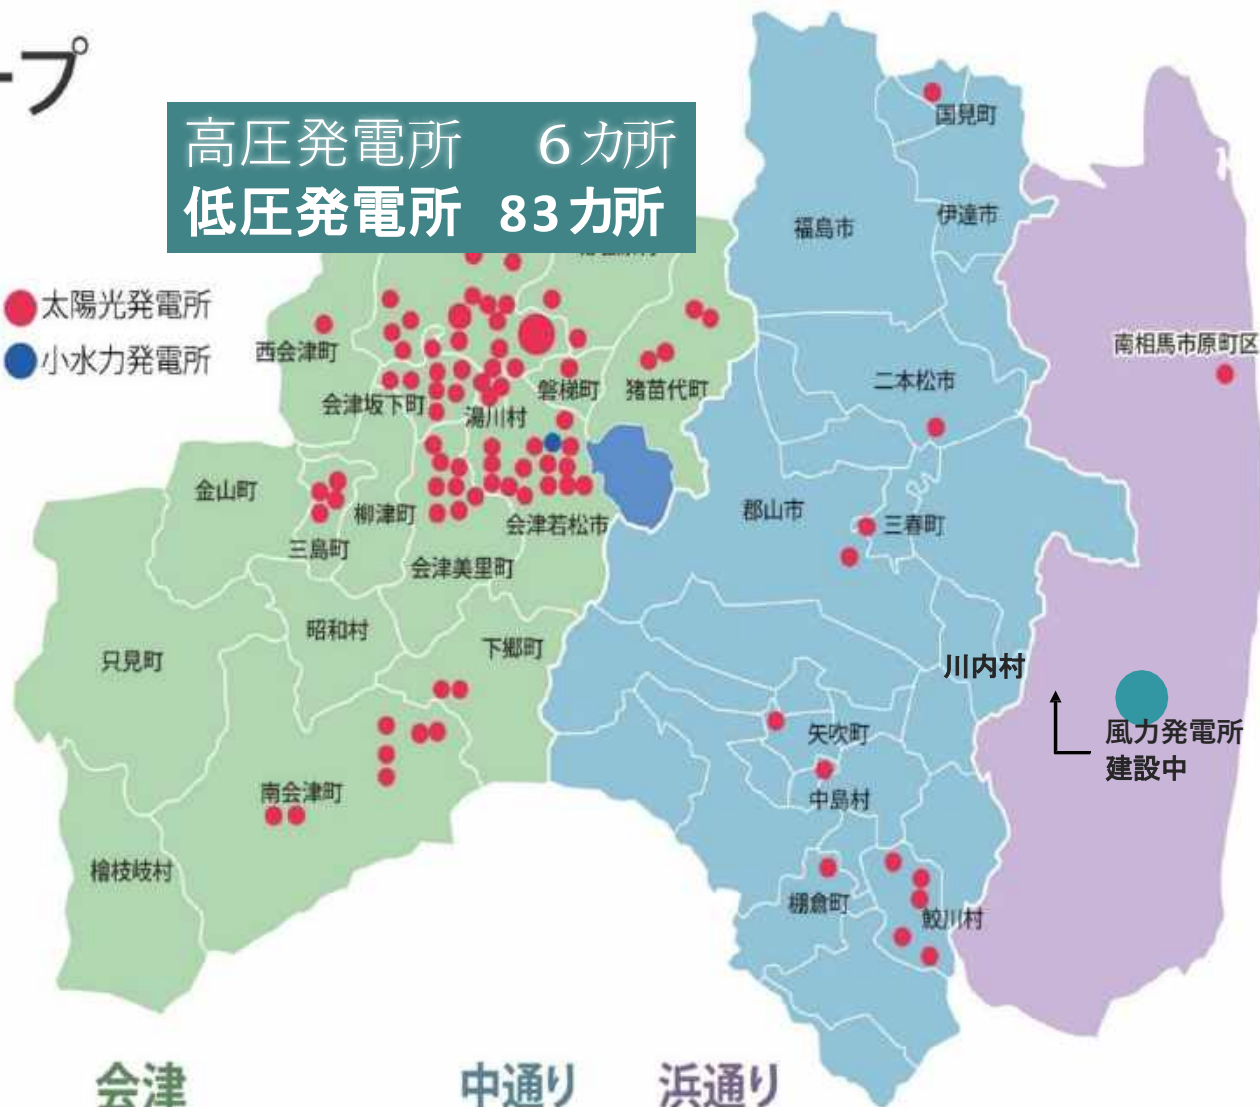 ープ
高圧発電所 6カ所
低圧発電所 83カ所
太陽光発電所
小水力発電所
国見町
福島市
伊達市
西会津町
会津坂下町
湯川村
磐梯町
猪苗代町
二本松市
南相馬市原町区
金山町
柳津町
三島町
会津若松市
会津美里町
郡山市
三春町
只見町
昭和村
下郷町
川内村
矢吹町
風力発電所
建設中
中島村
南会津町
檜枝岐村
棚倉町
鮫川村
会津
中通り
浜通り